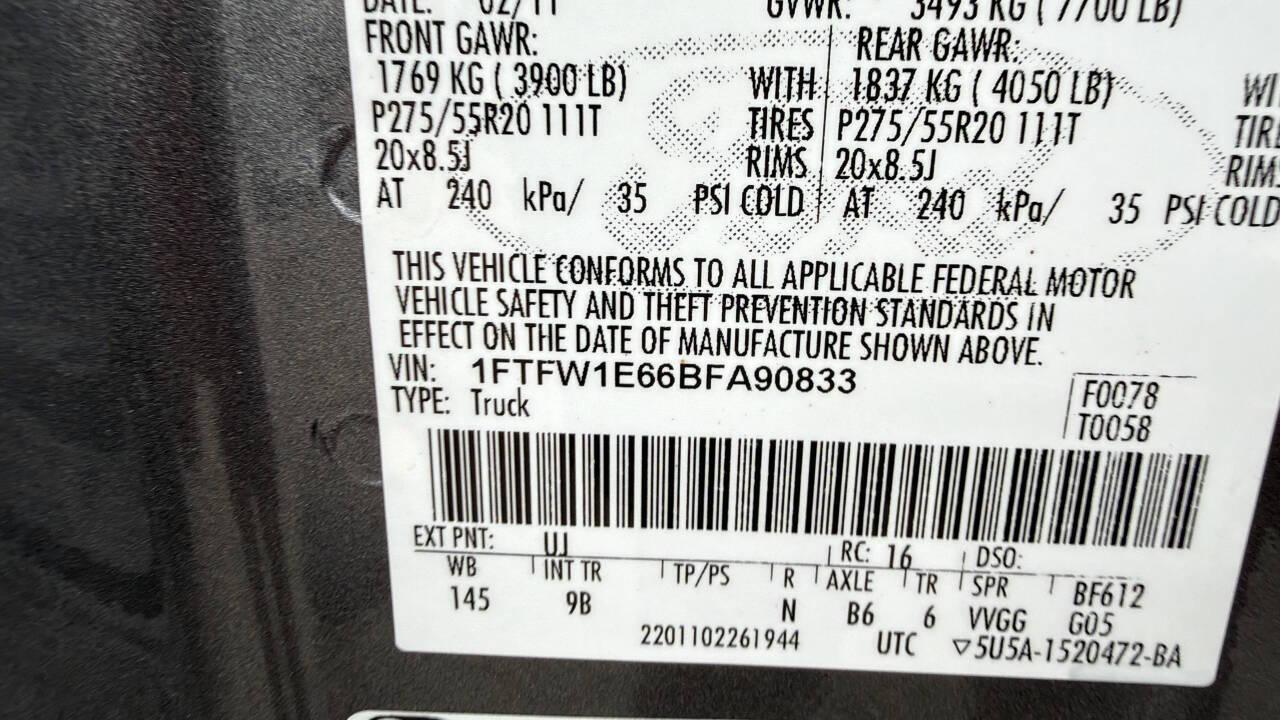 DATE: 02/11 GVWR: 3493 KG ( 7700 LB)
FRONT GAWR: REAR GAWR:
1769 KG ( 3900 LB) WITH 1837 KG ( 4050 LB)
P275/55R20 111T TIRES P275/55R20 111T
20x8.5J RIMS 20x8.5J
AT 240 kPa/ 35 PSI COLD AT 240 kPa/ 35 PSI COLD
THIS VEHICLE CONFORMS TO ALL APPLICABLE FEDERAL MOTOR
VEHICLE SAFETY AND THEFT PREVENTION STANDARDS IN
EFFECT ON THE DATE OF MANUFACTURE SHOWN ABOVE.
VIN: 1FTFW1E66BFA90833
F0078
TYPE: Truck
T0058
EXT PNT: UJ RC: 16 DSO:
WB INT TR TP/PS R AXLE TR SPR BF612
145 9B N B6 6 VVGG G05
2201102261944 UTC ▽5U5A-1520472-BA